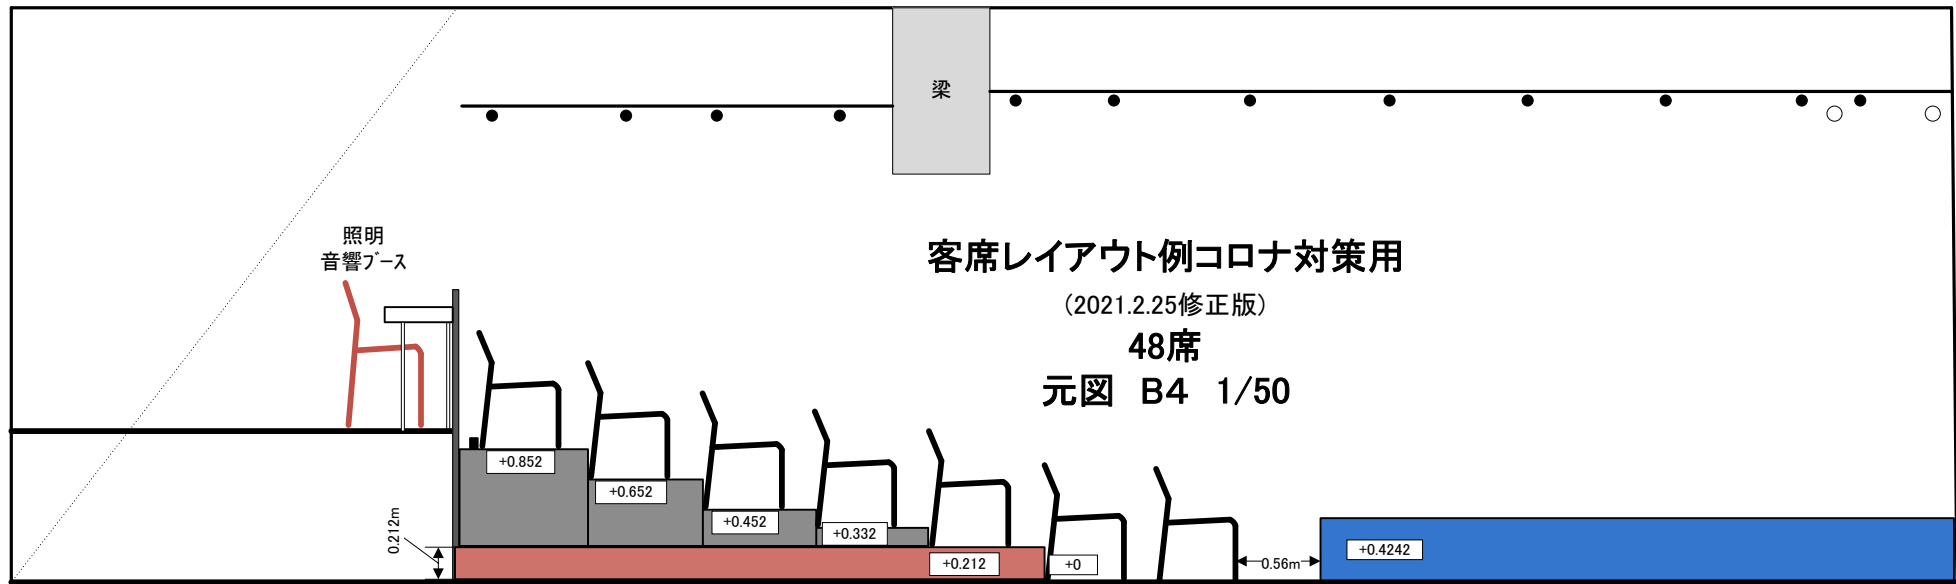 梁
照明
音響ブース
客席レイアウト例コロナ対策用
(2021.2.25修正版)
48席
元図 B4 1/50
+0.852
+0.652
+0.452
+0.332
+0.212
+0
0.212m
0.56m
+0.4242